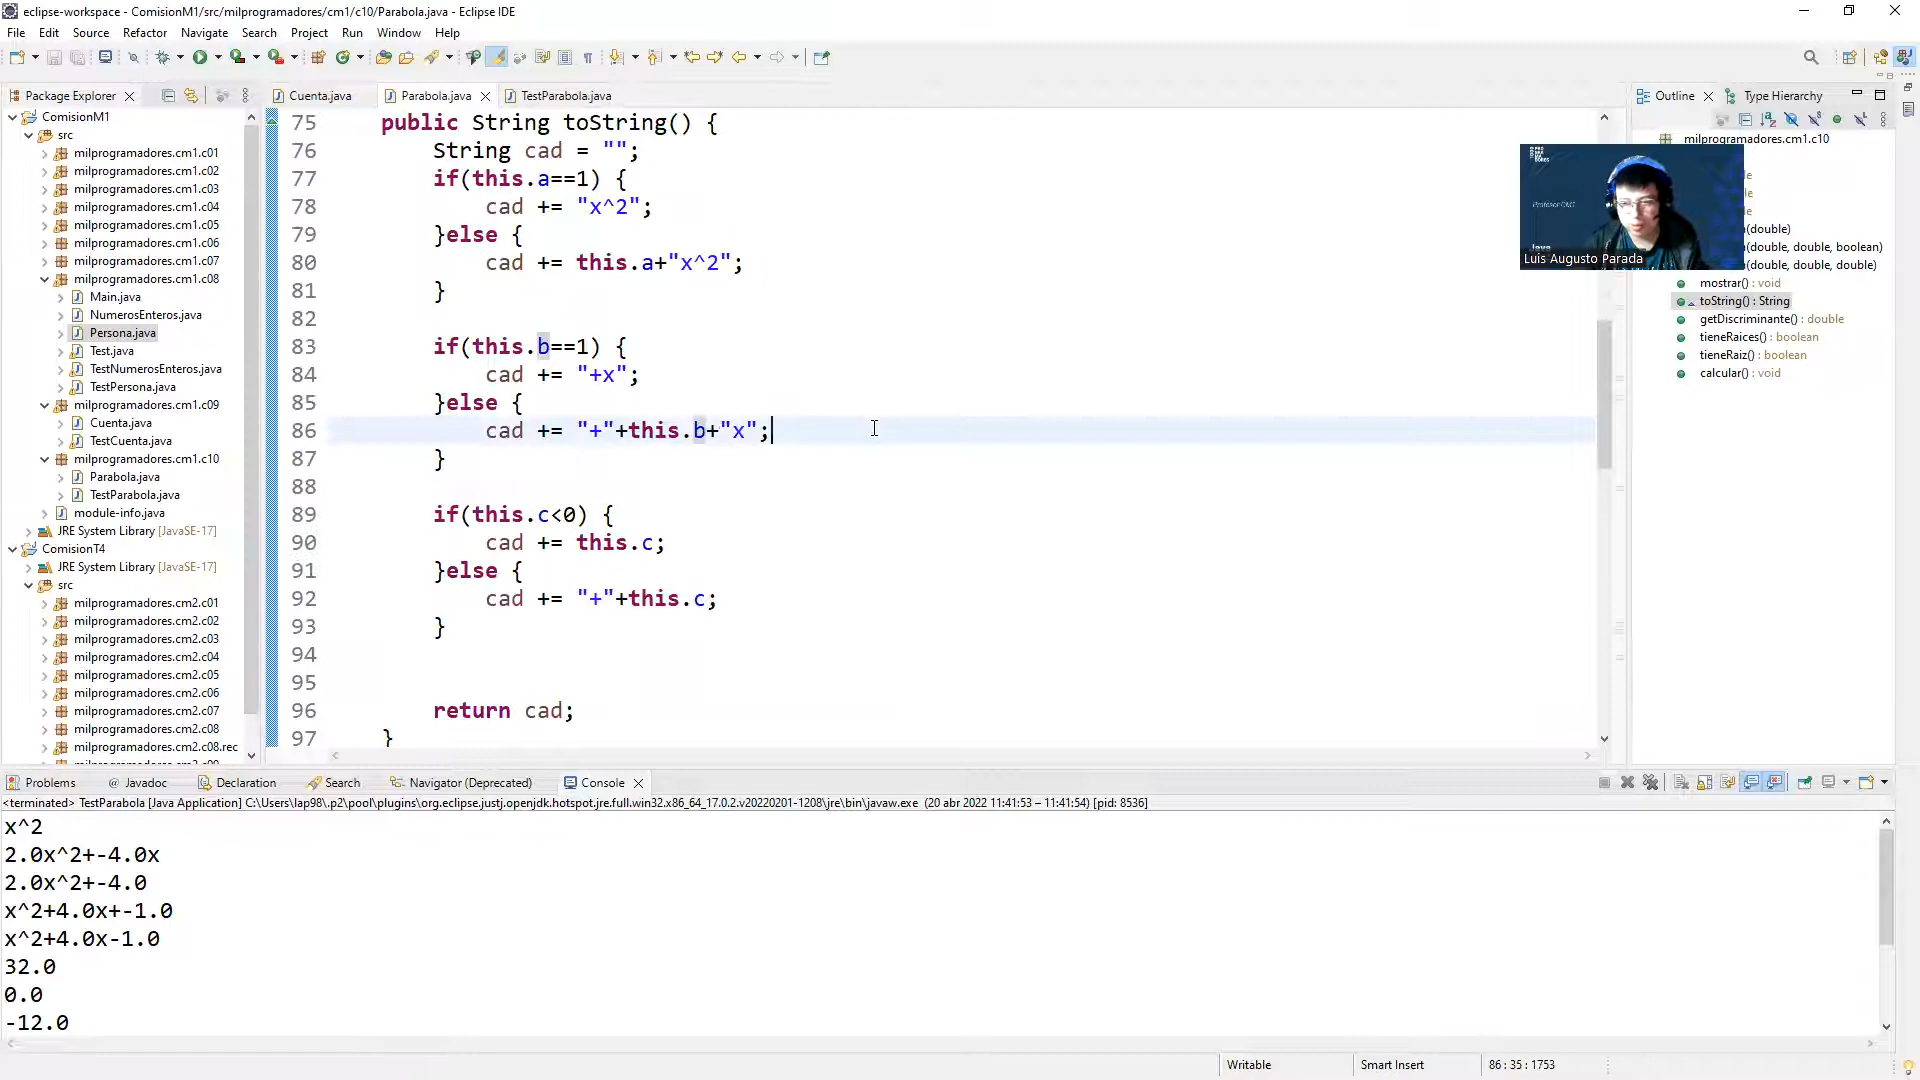 eclipse-workspace - ComisionM1/src/milprogramadores/cm1/c10/Parabola.java - Eclipse IDE
File Edit Source Refactor Navigate Search Project Run Window Help
Package Explorer
Cuenta.java
Parabola.java
TestParabola.java
Outline
Type Hierarchy
ComisionM1
src
milprogramadores.cm1.c01
milprogramadores.cm1.c02
milprogramadores.cm1.c03
milprogramadores.cm1.c04
milprogramadores.cm1.c05
milprogramadores.cm1.c06
milprogramadores.cm1.c07
milprogramadores.cm1.c08
Main.java
NumerosEnteros.java
Persona.java
Test.java
TestNumerosEnteros.java
TestPersona.java
milprogramadores.cm1.c09
Cuenta.java
TestCuenta.java
milprogramadores.cm1.c10
Parabola.java
TestParabola.java
module-info.java
JRE System Library [JavaSE-17]
ComisionT4
JRE System Library [JavaSE-17]
src
milprogramadores.cm2.c01
milprogramadores.cm2.c02
milprogramadores.cm2.c03
milprogramadores.cm2.c04
milprogramadores.cm2.c05
milprogramadores.cm2.c06
milprogramadores.cm2.c07
milprogramadores.cm2.c08
milprogramadores.cm2.c08.rec
75 public String toString() {
76 String cad = "";
77 if(this.a==1) {
78 cad += "x^2";
79 }else {
80 cad += this.a+"x^2";
81 }
82
83 if(this.b==1) {
84 cad += "+x";
85 }else {
86 cad += "+"+this.b+"x";
87 }
88
89 if(this.c<0) {
90 cad += this.c;
91 }else {
92 cad += "+"+this.c;
93 }
94
95
96 return cad;
97 }
milprogramadores.cm1.c10
Profesor CM1
Java
Luis Augusto Parada
(double)
(double, double, boolean)
(double, double, double)
mostrar() : void
toString() : String
getDiscriminante() : double
tieneRaices() : boolean
tieneRaiz() : boolean
calcular() : void
Problems @ Javadoc Declaration Search Navigator (Deprecated) Console
<terminated> TestParabola [Java Application] C:\Users\lap98\.p2\pool\plugins\org.eclipse.justj.openjdk.hotspot.jre.full.win32.x86_64_17.0.2.v20220201-1208\jre\bin\javaw.exe (20 abr 2022 11:41:53 – 11:41:54) [pid: 8536]
x^2
2.0x^2+-4.0x
2.0x^2+-4.0
x^2+4.0x+-1.0
x^2+4.0x-1.0
32.0
0.0
-12.0
Writable
Smart Insert
86 : 35 : 1753